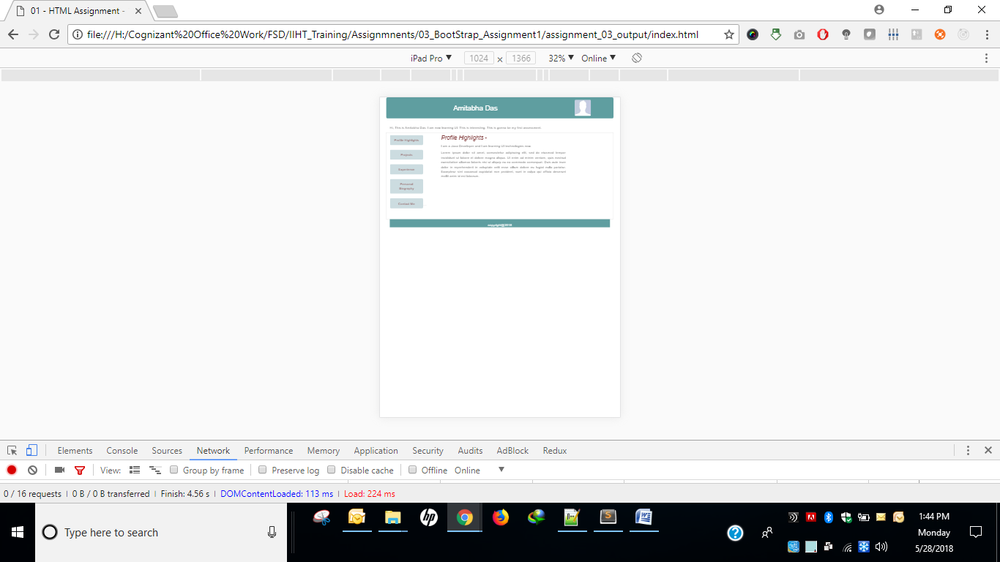 01 - HTML Assignment -
file:///H:/Cognizant%20Office%20Work/FSD/IIHT_Training/Assignmnents/03_BootStrap_Assignment1/assignment_03_output/index.html
iPad Pro ▼ 1024 × 1366 32% ▼ Online ▼
Amitabha Das
Hi, This is Amitabha Das. I am now learning UI. This is interesting. This is gonna be my first assessment
Profile Highlights
Profile Highlights -
I am a Java Developer and I am learning UI technologies now.
Products
Experience
Personal
Biography
Contact Me
copyright@2018
Elements Console Sources Network Performance Memory Application Security Audits AdBlock Redux
View: Group by frame Preserve log Disable cache Offline Online ▼
0 / 16 requests | 0 B / 0 B transferred | Finish: 4.56 s | DOMContentLoaded: 113 ms | Load: 224 ms
Type here to search
1:44 PM
Monday
5/28/2018